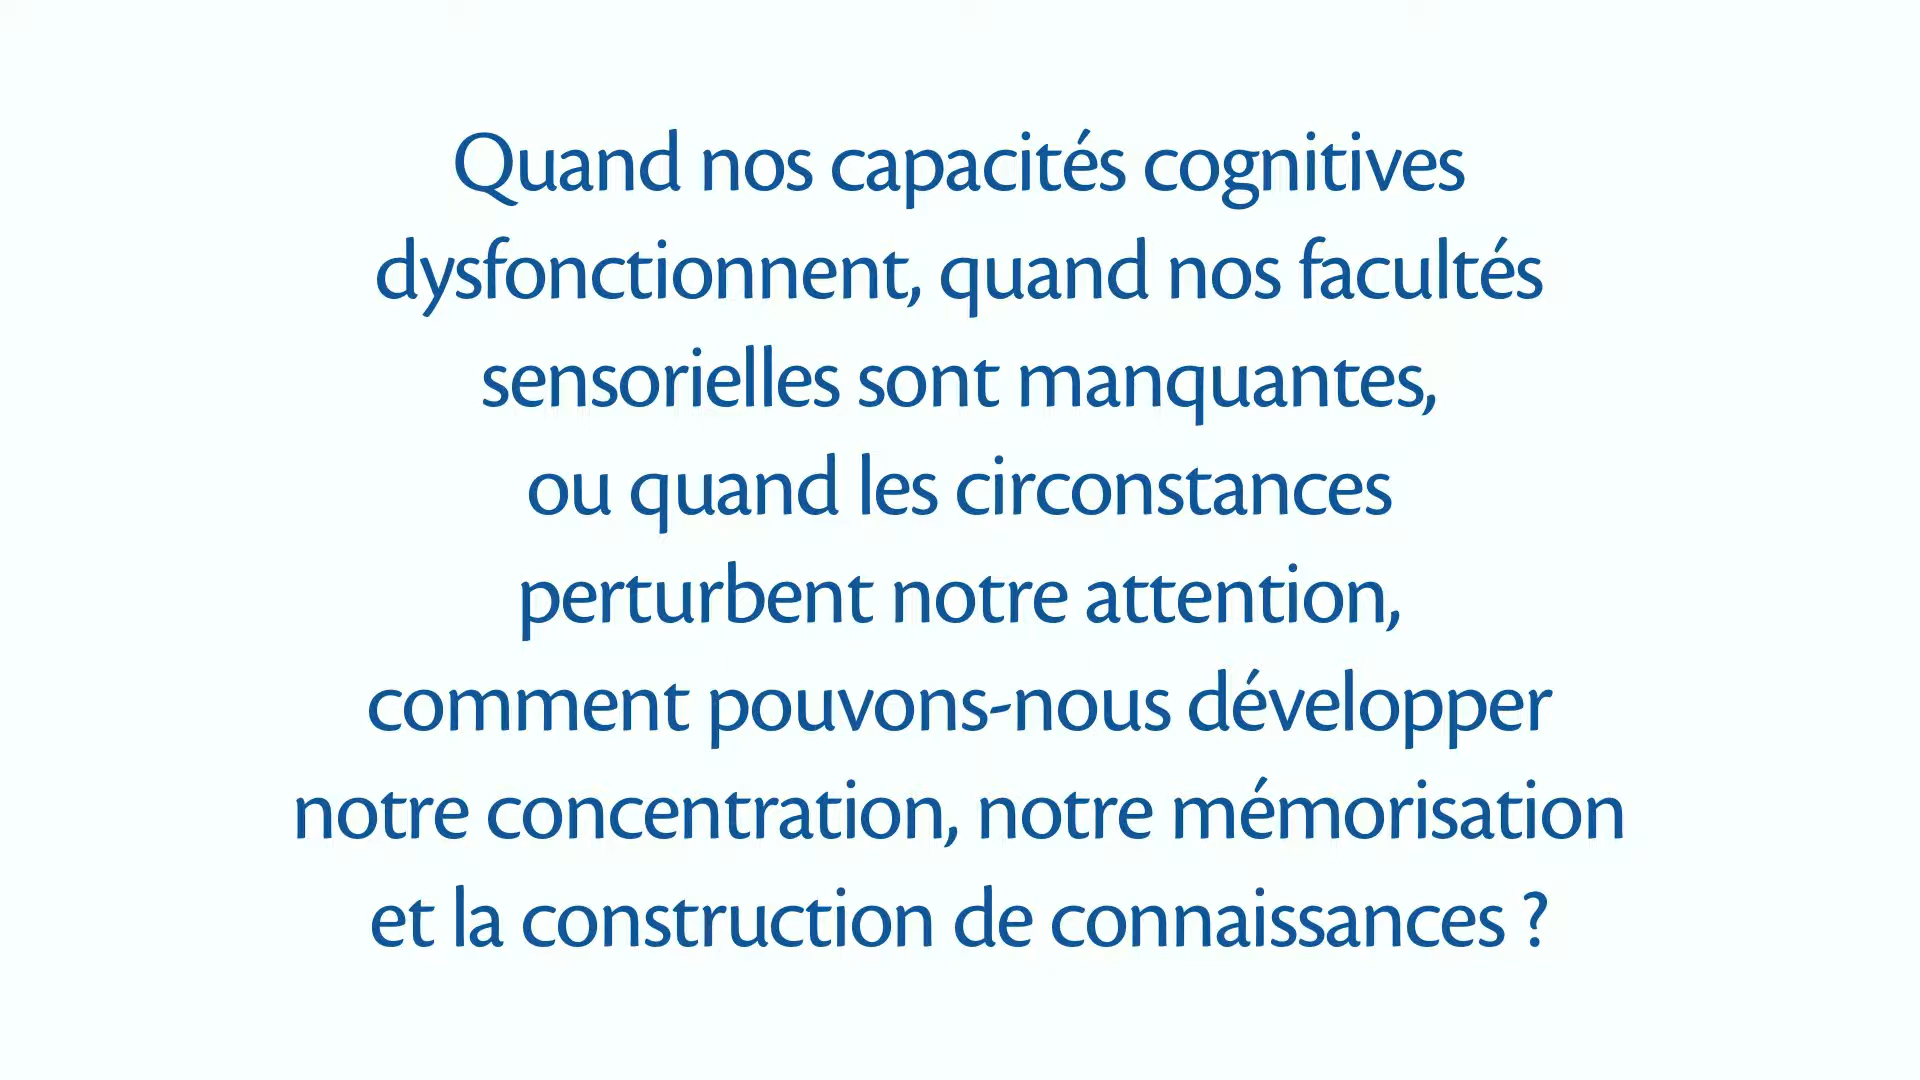 Quand nos capacités cognitives
dysfonctionnent, quand nos facultés
sensorielles sont manquantes,
ou quand les circonstances
perturbent notre attention,
comment pouvons-nous développer
notre concentration, notre mémorisation
et la construction de connaissances ?